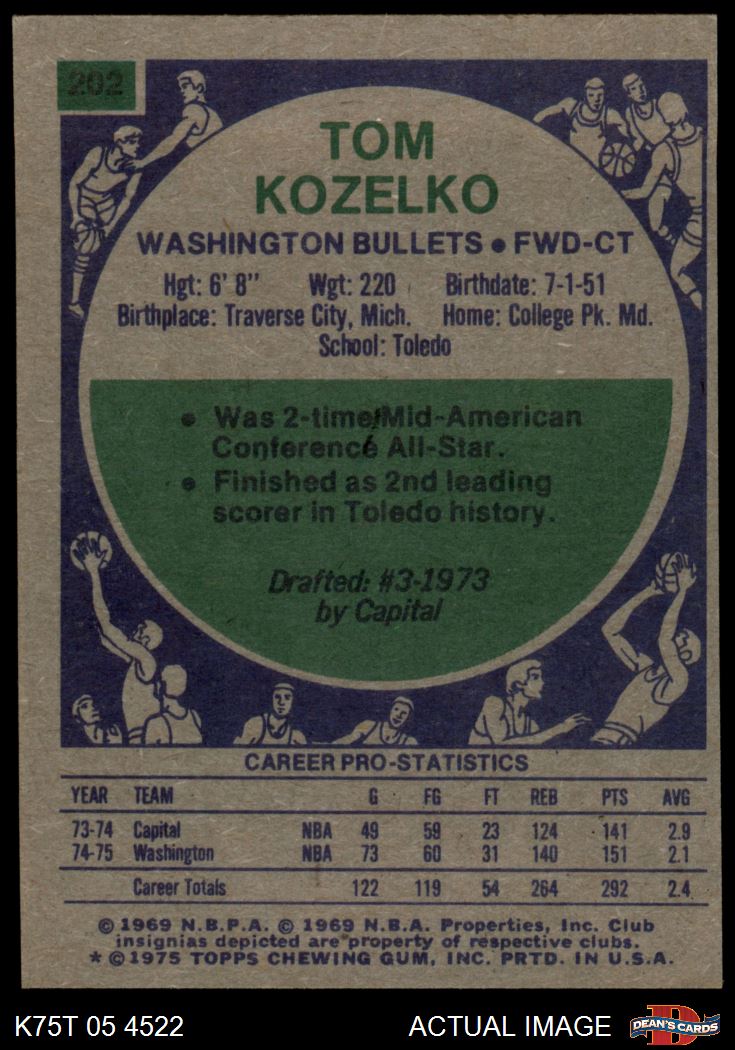 202
TOM
KOZELKO
WASHINGTON BULLETS • FWD-CT
Hgt: 6' 8" Wgt: 220 Birthdate: 7-1-51
Birthplace: Traverse City, Mich. Home: College Pk. Md.
School: Toledo
• Was 2-time Mid-American
Conference All-Star.
• Finished as 2nd leading
scorer in Toledo history.
Drafted: #3-1973
by Capital
CAREER PRO-STATISTICS
YEAR TEAM G FG FT REB PTS AVG
73-74 Capital NBA 49 59 23 124 141 2.9
74-75 Washington NBA 73 60 31 140 151 2.1
Career Totals 122 119 54 264 292 2.4
© 1969 N.B.P.A. © 1969 N.B.A. Properties, Inc. Club
insignias depicted are property of respective clubs.
* © 1975 TOPPS CHEWING GUM, INC. PRTD. IN U.S.A.
K75T 05 4522 ACTUAL IMAGE D DEAN'S CARDS